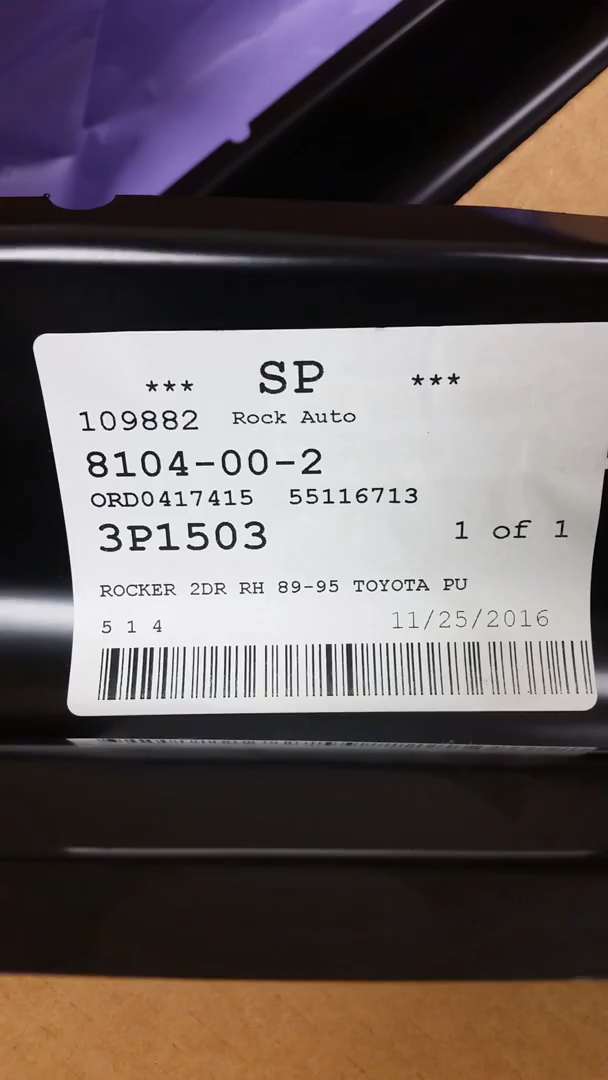 *** SP ***
109882 Rock Auto
8104-00-2
ORD0417415 55116713
3P1503 1 of 1
ROCKER 2DR RH 89-95 TOYOTA PU
5 1 4 11/25/2016